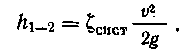 h₁₋₂ = ζсист v²/2g .